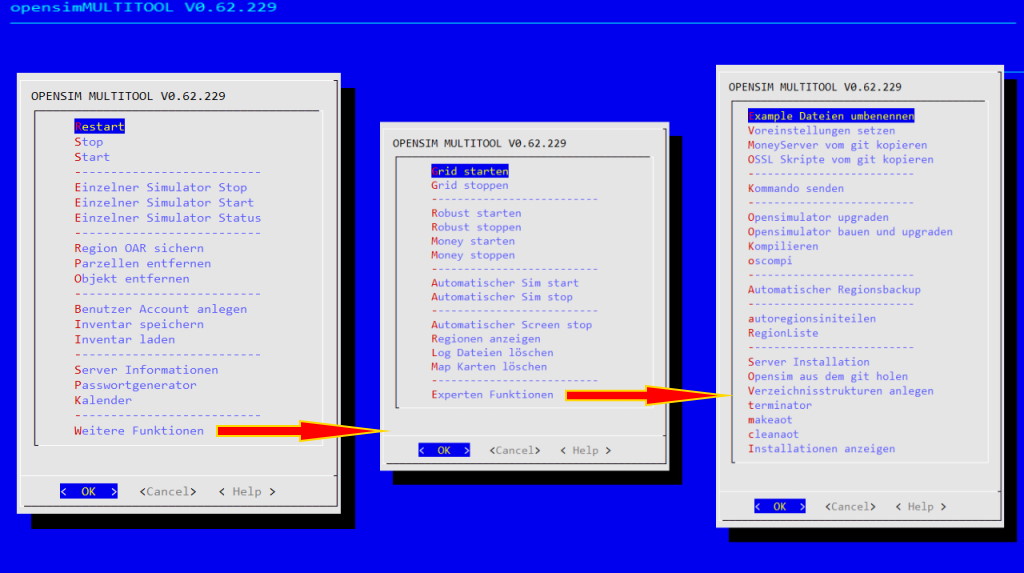 opensimMULTITOOL V0.62.229
OPENSIM MULTITOOL V0.62.229
Restart
Stop
Start
--------------------------
Einzelner Simulator Stop
Einzelner Simulator Start
Einzelner Simulator Status
--------------------------
Region OAR sichern
Parzellen entfernen
Objekt entfernen
--------------------------
Benutzer Account anlegen
Inventar speichern
Inventar laden
--------------------------
Server Informationen
Passwortgenerator
Kalender
--------------------------
Weitere Funktionen
< OK > <Cancel> < Help >
OPENSIM MULTITOOL V0.62.229
Grid starten
Grid stoppen
--------------------------
Robust starten
Robust stoppen
Money starten
Money stoppen
--------------------------
Automatischer Sim start
Automatischer Sim stop
--------------------------
Automatischer Screen stop
Regionen anzeigen
Log Dateien löschen
Map Karten löschen
--------------------------
Experten Funktionen
< OK > <Cancel> < Help >
OPENSIM MULTITOOL V0.62.229
Example Dateien umbenennen
Voreinstellungen setzen
MoneyServer vom git kopieren
OSSL Skripte vom git kopieren
--------------------------
Kommando senden
--------------------------
Opensimulator upgraden
Opensimulator bauen und upgraden
Kompilieren
oscompi
--------------------------
Automatischer Regionsbackup
--------------------------
autoregionsiniteilen
RegionListe
--------------------------
Server Installation
Opensim aus dem git holen
Verzeichnisstrukturen anlegen
terminator
makeaot
cleanaot
Installationen anzeigen
< OK > <Cancel> < Help >